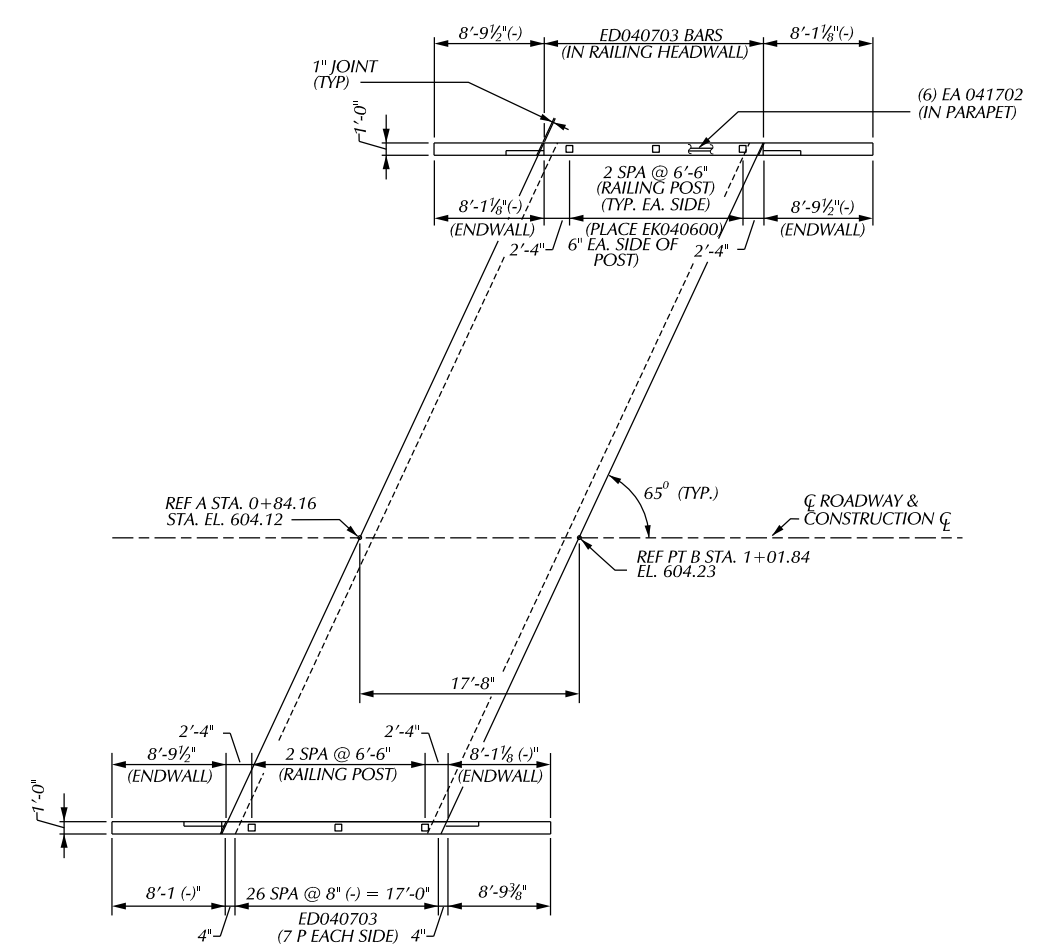 8'-9½"(-)
ED040703 BARS
(IN RAILING HEADWALL)
8'-1⅛"(-)
1" JOINT
(TYP)
1'-0"
(6) EA 041702
(IN PARAPET)
2 SPA @ 6'-6"
(RAILING POST)
(TYP. EA. SIDE)
8'-1⅛"(-)
(ENDWALL)
8'-9½"(-)
(ENDWALL)
(PLACE EK040600)
6" EA. SIDE OF
POST)
2'-4"
2'-4"
65⁰ (TYP.)
REF A STA. 0+84.16
STA. EL. 604.12
℄ ROADWAY &
CONSTRUCTION ℄
REF PT B STA. 1+01.84
EL. 604.23
17'-8"
2'-4"
2'-4"
8'-9½"
(ENDWALL)
2 SPA @ 6'-6"
(RAILING POST)
8'-1⅛ (-)"
(ENDWALL)
1'-0"
8'-1 (-)"
26 SPA @ 8" (-) = 17'-0"
8'-9⅜"
ED040703
(7 P EACH SIDE)
4"
4"